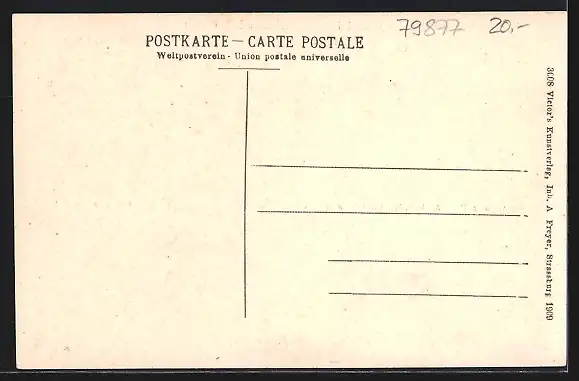 79877 20,-
POSTKARTE — CARTE POSTALE
Weltpostverein - Union postale universelle
3608 Victor's Kunstverlag, Inh. A Freyer, Strassburg 1909